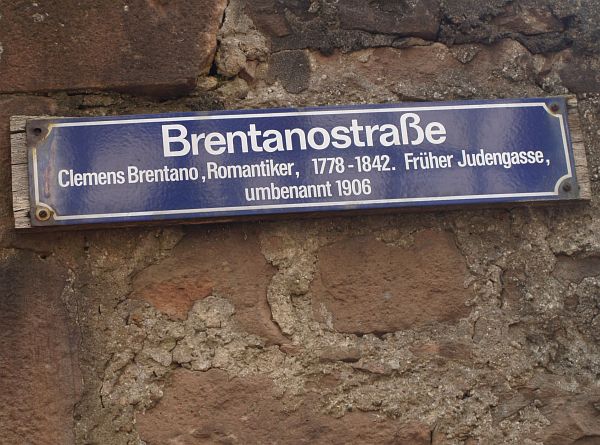 Brentanostraße
Clemens Brentano, Romantiker, 1778-1842. Früher Judengasse,
umbenannt 1906